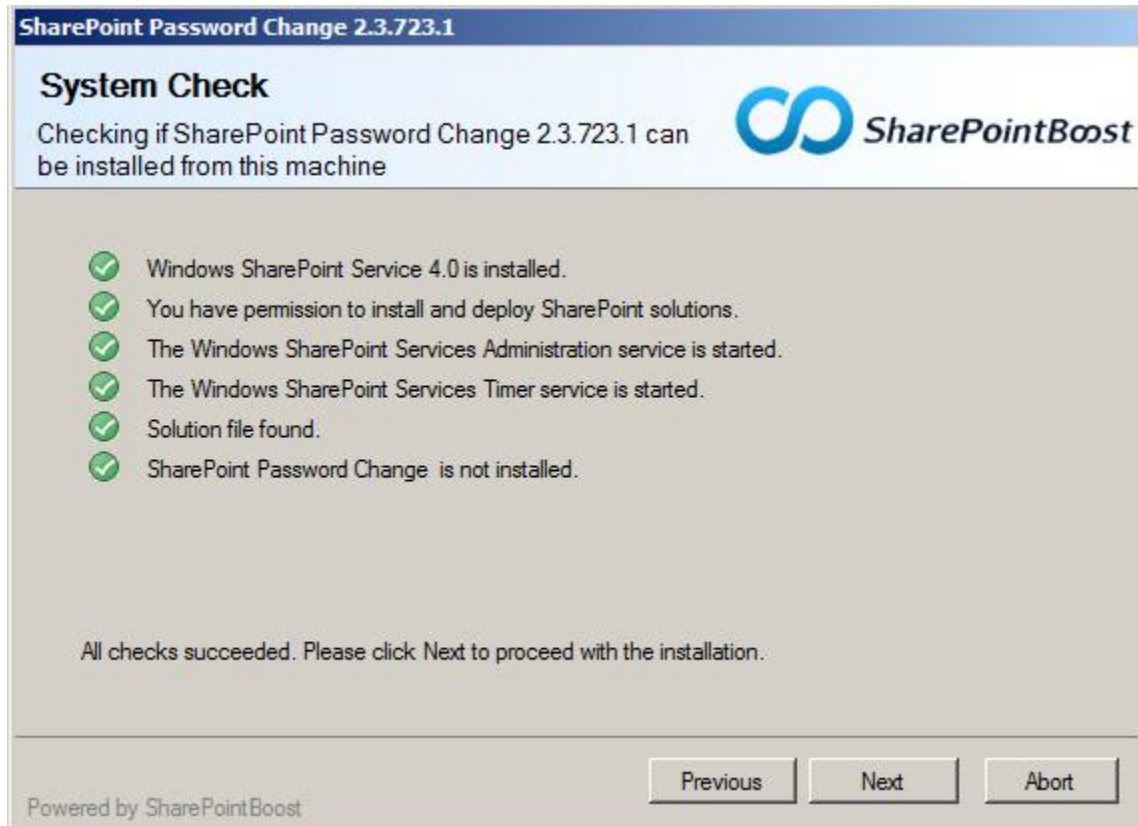 SharePoint Password Change 2.3.723.1
System Check
Checking if SharePoint Password Change 2.3.723.1 can
be installed from this machine
SharePointBoost
Windows SharePoint Service 4.0 is installed.
You have permission to install and deploy SharePoint solutions.
The Windows SharePoint Services Administration service is started.
The Windows SharePoint Services Timer service is started.
Solution file found.
SharePoint Password Change  is not installed.
All checks succeeded. Please click Next to proceed with the installation.
Previous
Next
Abort
Powered by SharePointBoost